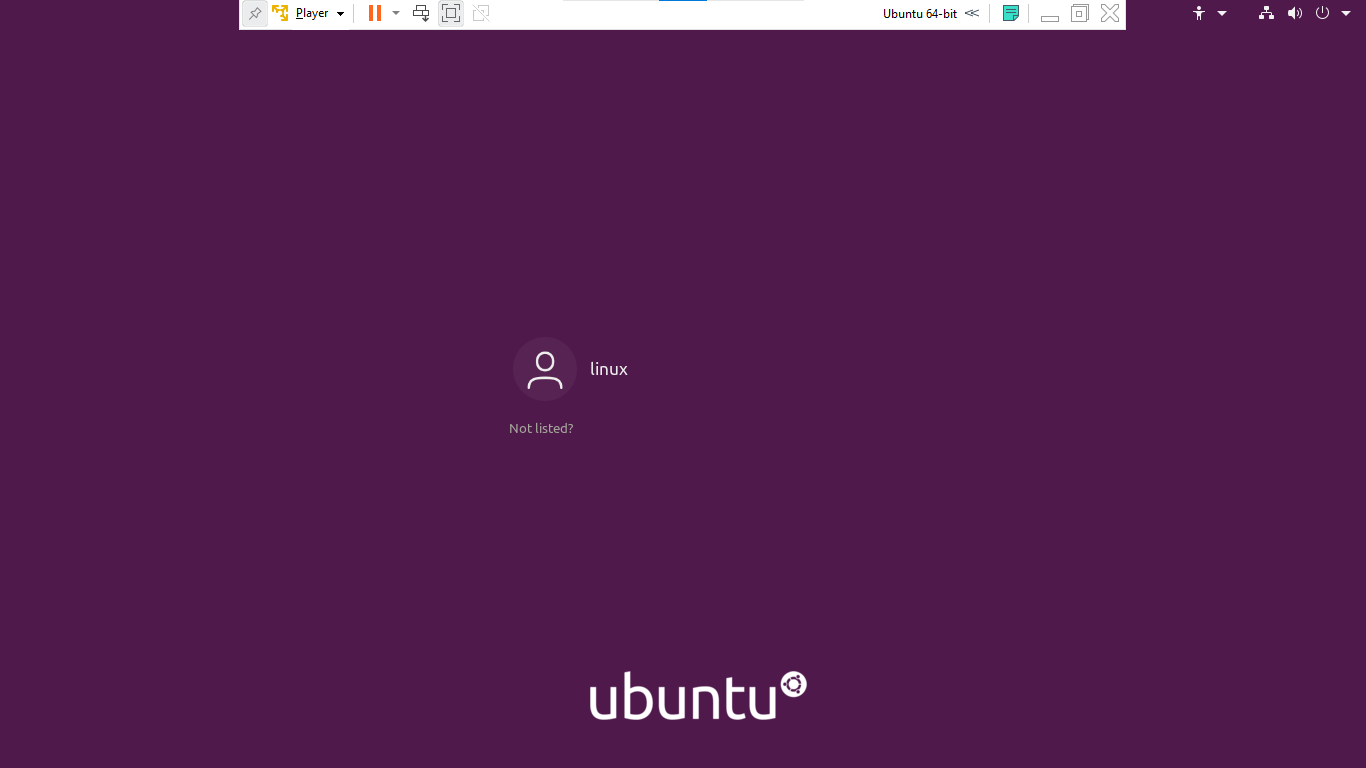 Player
Ubuntu 64-bit
linux
Not listed?
ubuntu